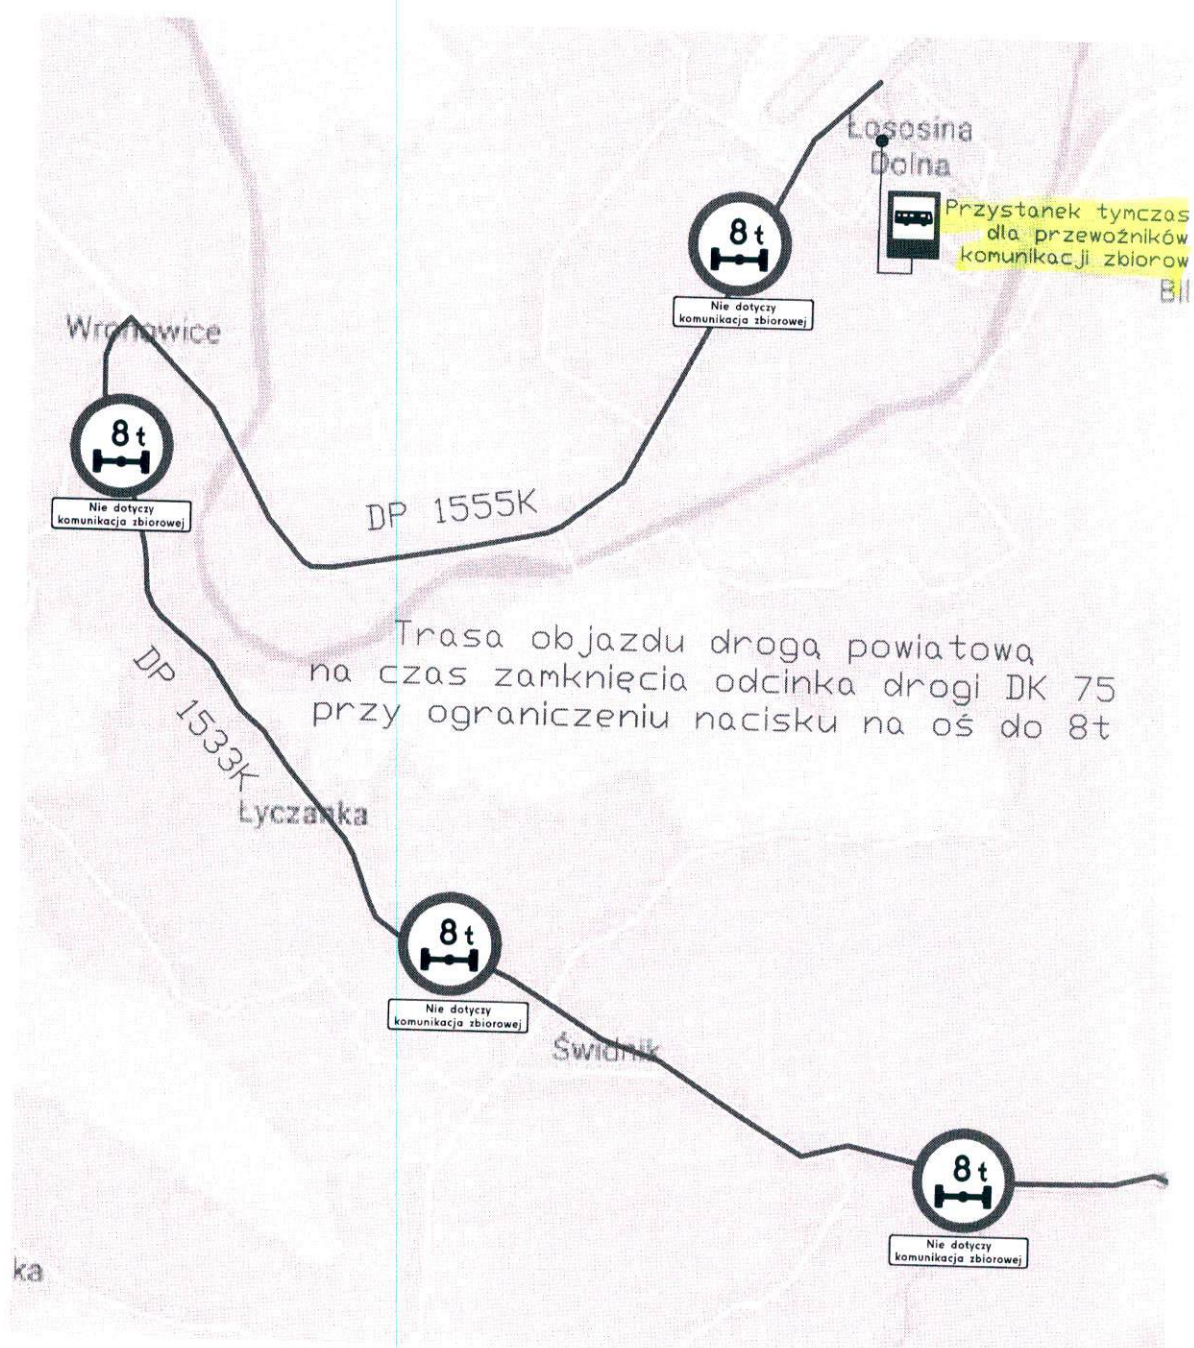 Łososina
Dolna
8 t
Przystanek tymczas
dla przewoźników
komunikacji zbiorow
Bil
Nie dotyczy
komunikacja zbiorowej
Wronowice
8 t
Nie dotyczy
komunikacja zbiorowej
DP 1555K
Trasa objazdu drogą powiatową
na czas zamknięcia odcinka drogi DK 75
przy ograniczeniu nacisku na oś do 8t
DP 1533K
Łyczanka
8 t
Nie dotyczy
komunikacja zbiorowej
Świdnik
8 t
Nie dotyczy
komunikacja zbiorowej
ka